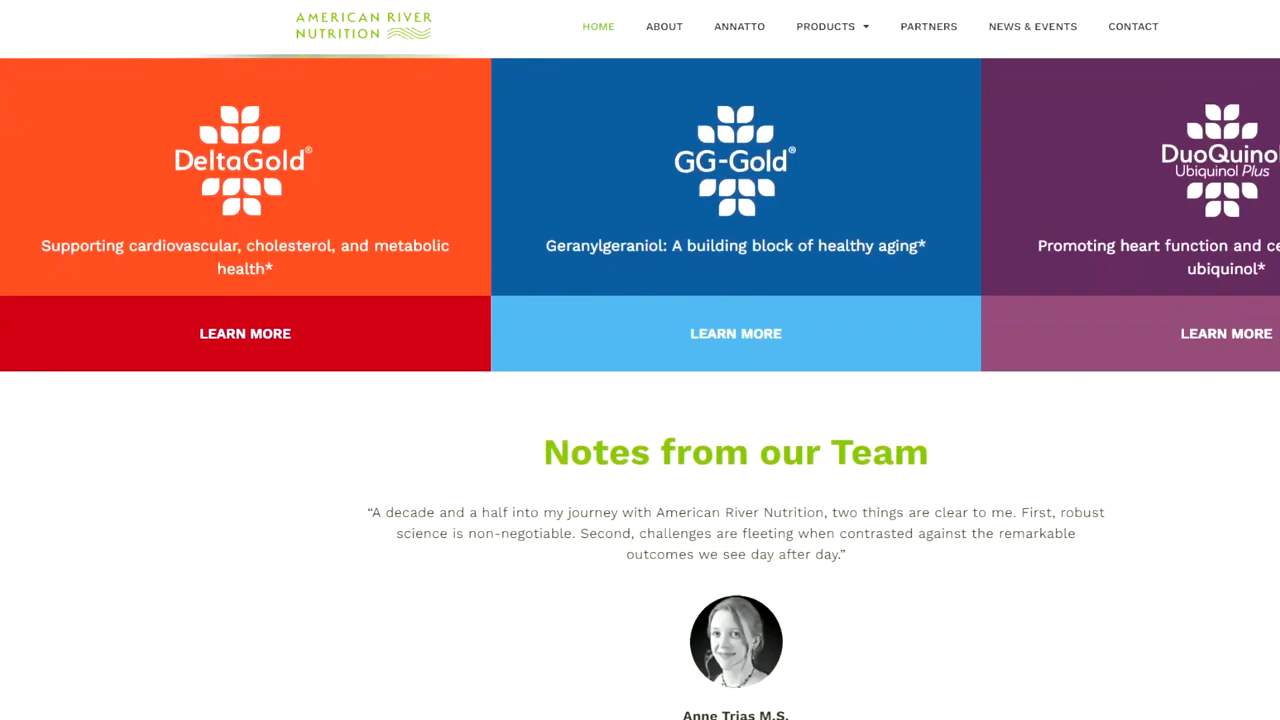 AMERICAN RIVER
NUTRITION
HOME ABOUT ANNATTO PRODUCTS PARTNERS NEWS & EVENTS CONTACT
DeltaGold®
Supporting cardiovascular, cholesterol, and metabolic
health*
LEARN MORE
GG-Gold®
Geranylgeraniol: A building block of healthy aging*
LEARN MORE
DuoQuinol
Ubiquinol Plus
Promoting heart function and ce
ubiquinol*
LEARN MORE
Notes from our Team
“A decade and a half into my journey with American River Nutrition, two things are clear to me. First, robust
science is non-negotiable. Second, challenges are fleeting when contrasted against the remarkable
outcomes we see day after day.”
Anne Trias M.S.